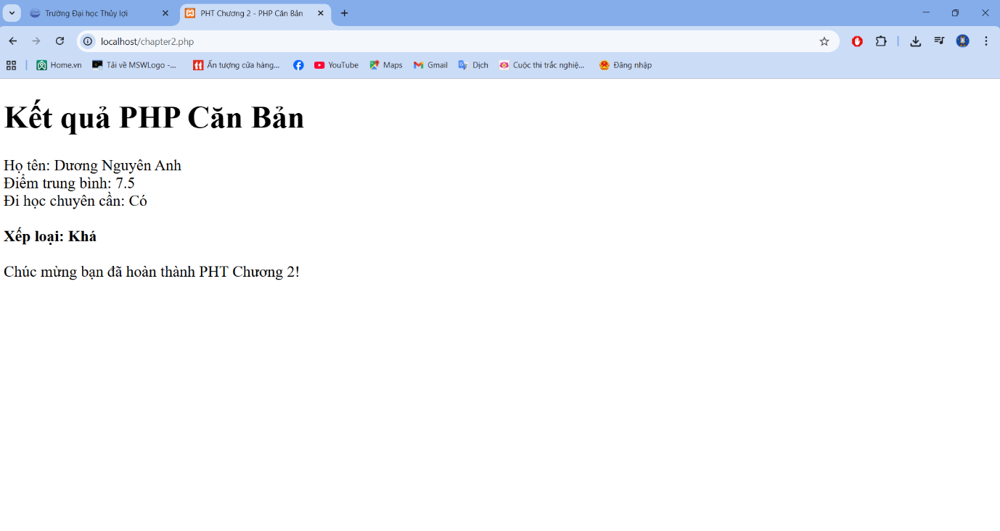 Trường Đại học Thủy lợi
PHT Chương 2 - PHP Căn Bản
localhost/chapter2.php
Home.vn
Tải về MSWLogo -...
Ấn tượng cửa hàng...
YouTube
Maps
Gmail
Dịch
Cuộc thi trắc nghiệ...
Đăng nhập
Kết quả PHP Căn Bản
Họ tên: Dương Nguyên Anh
Điểm trung bình: 7.5
Đi học chuyên cần: Có
Xếp loại: Khá
Chúc mừng bạn đã hoàn thành PHT Chương 2!